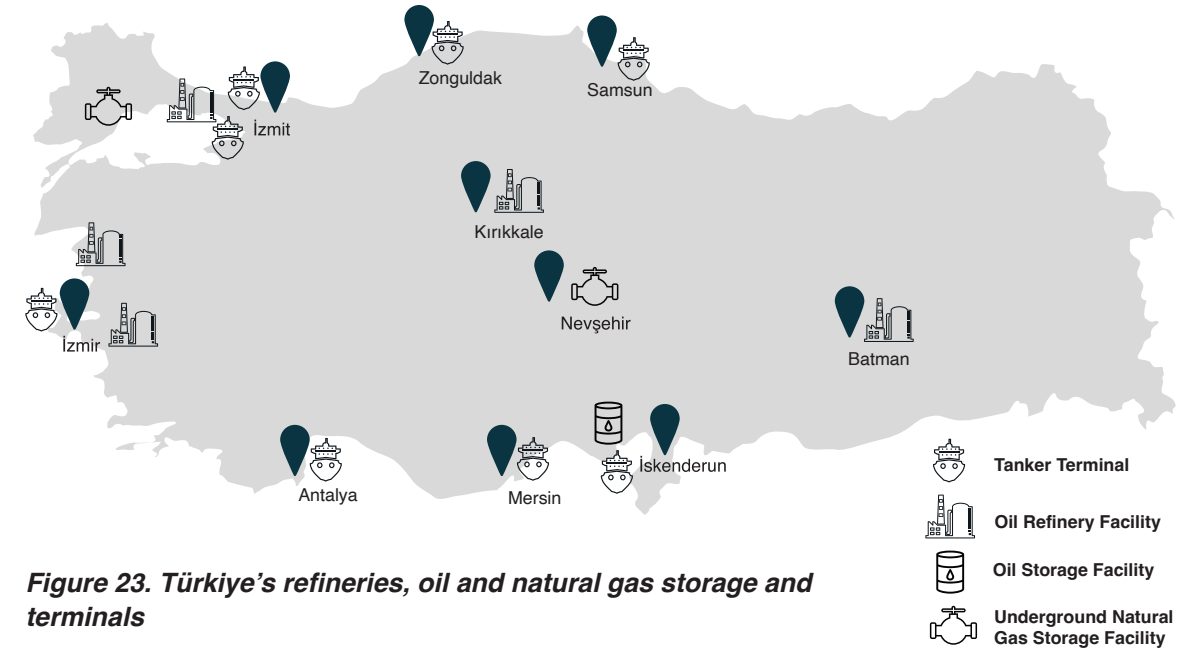 Zonguldak
Samsun
İzmit
Kırıkkale
Nevşehir
İzmir
Batman
İskenderun
Antalya
Mersin
Tanker Terminal
Oil Refinery Facility
Oil Storage Facility
Underground Natural
Gas Storage Facility
Figure 23. Türkiye’s refineries, oil and natural gas storage and
terminals